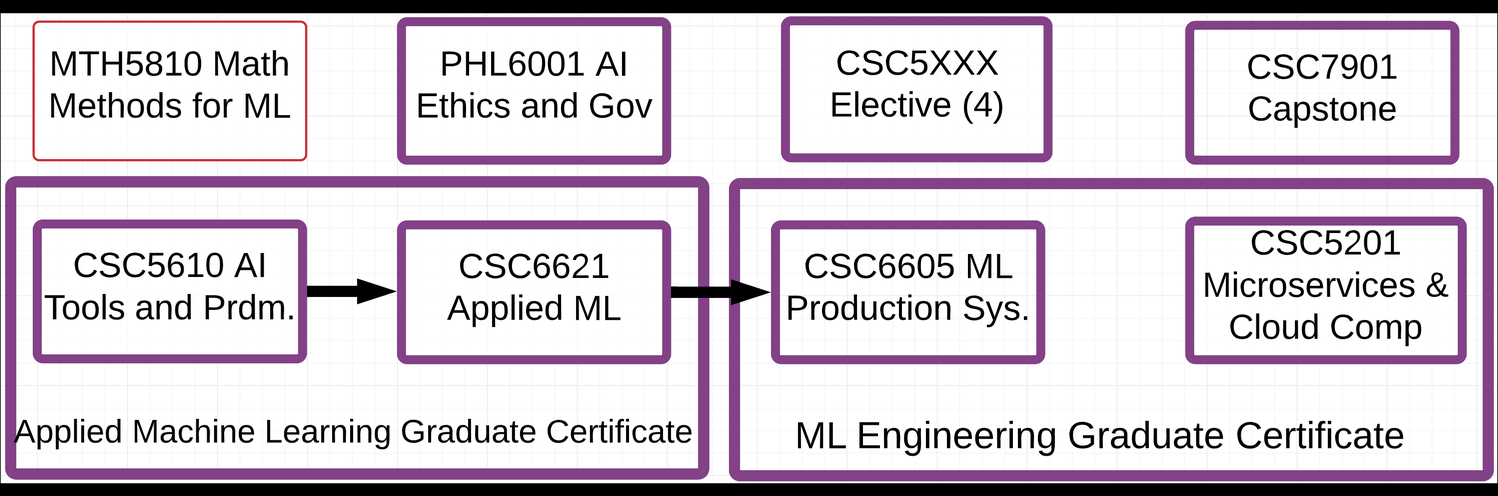 MTH5810 Math
Methods for ML
PHL6001 AI
Ethics and Gov
CSC5XXX
Elective (4)
CSC7901
Capstone
CSC5610 AI
Tools and Prdm.
CSC6621
Applied ML
CSC6605 ML
Production Sys.
CSC5201
Microservices &
Cloud Comp
Applied Machine Learning Graduate Certificate
ML Engineering Graduate Certificate